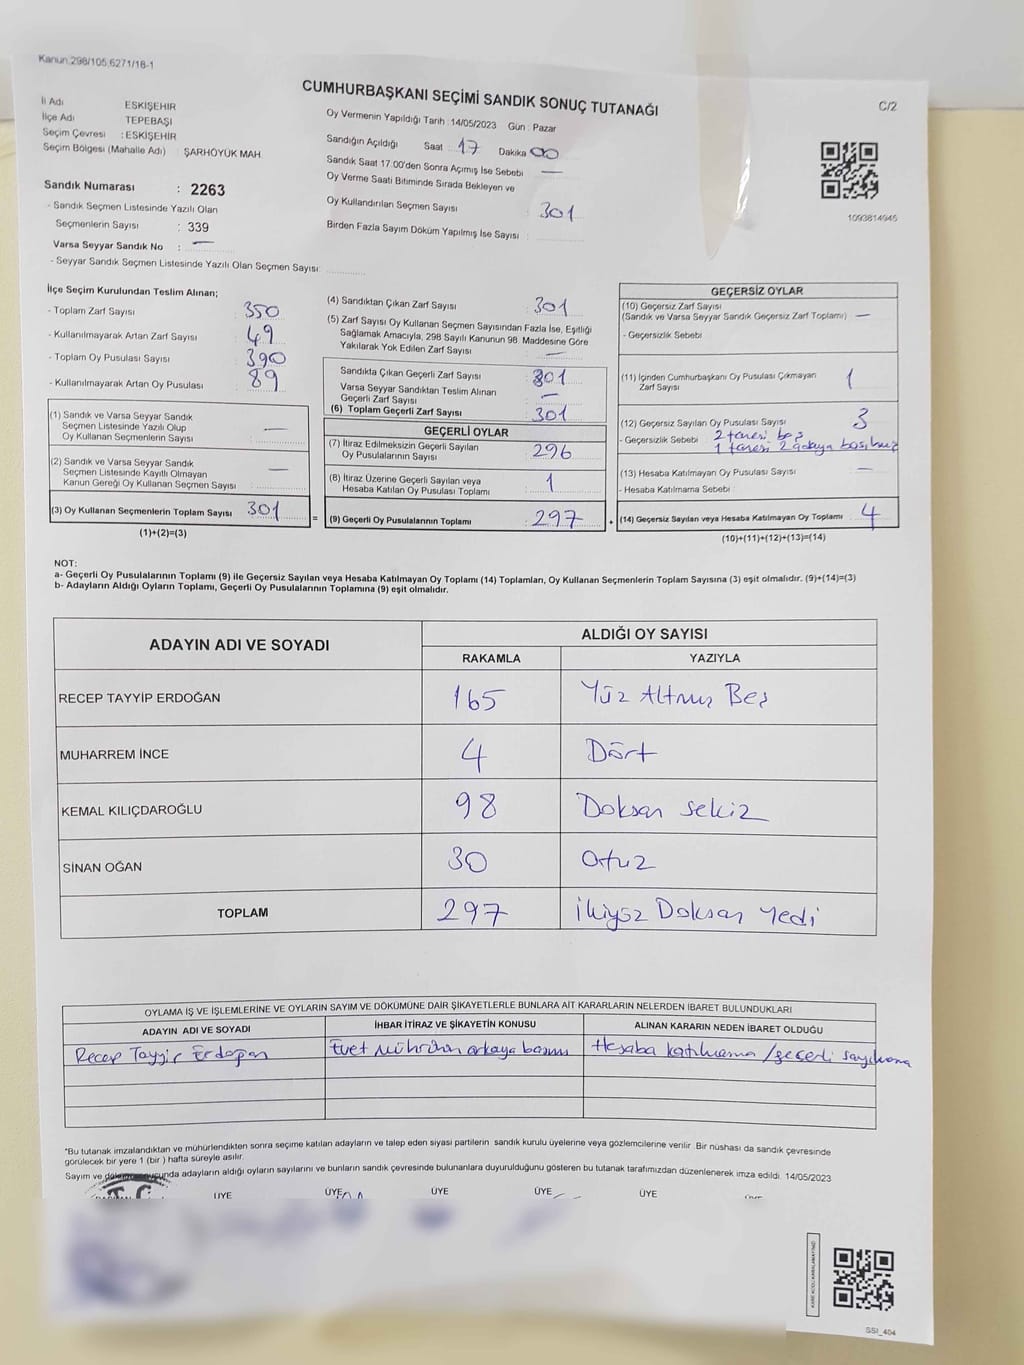 Kanun;298/105,6271/18-1
CUMHURBAŞKANI SEÇİMİ SANDIK SONUÇ TUTANAĞI
C/2
İl Adı ESKİŞEHİR
İlçe Adı TEPEBAŞI
Seçim Çevresi : ESKİŞEHİR
Seçim Bölgesi (Mahalle Adı) : ŞARHÖYÜK MAH
Sandık Numarası : 2263
- Sandık Seçmen Listesinde Yazılı Olan
Seçmenlerin Sayısı : 339
Varsa Seyyar Sandık No : —
- Seyyar Sandık Seçmen Listesinde Yazılı Olan Seçmen Sayısı
Oy Vermenin Yapıldığı Tarih : 14/05/2023 Gün : Pazar
Sandığın Açıldığı Saat : 17 Dakika 00
Sandık Saat 17.00'den Sonra Açımış İse Sebebi —
Oy Verme Saati Bitiminde Sırada Bekleyen ve
Oy Kullandırılan Seçmen Sayısı : 301
Birden Fazla Sayım Döküm Yapılmış İse Sayısı :
1093814945
İlçe Seçim Kurulundan Teslim Alınan;
- Toplam Zarf Sayısı : 350
- Kullanılmayarak Artan Zarf Sayısı : 49
- Toplam Oy Pusulası Sayısı : 390
- Kullanılmayarak Artan Oy Pusulası : 89
(1) Sandık ve Varsa Seyyar Sandık
Seçmen Listesinde Yazılı Olup
Oy Kullanan Seçmenlerin Sayısı : —
(2) Sandık ve Varsa Seyyar Sandık
Seçmen Listesinde Kayıtlı Olmayan
Kanun Gereği Oy Kullanan Seçmen Sayısı : —
(3) Oy Kullanan Seçmenlerin Toplam Sayısı 301
(1)+(2)=(3)
(4) Sandıktan Çıkan Zarf Sayısı : 301
(5) Zarf Sayısı Oy Kullanan Seçmen Sayısından Fazla İse, Eşitliği
Sağlamak Amacıyla, 298 Sayılı Kanunun 98. Maddesine Göre
Yakılarak Yok Edilen Zarf Sayısı —
Sandıkta Çıkan Geçerli Zarf Sayısı : 301
Varsa Seyyar Sandıktan Teslim Alınan
Geçerli Zarf Sayısı : —
(6) Toplam Geçerli Zarf Sayısı : 301
GEÇERLİ OYLAR
(7) İtiraz Edilmeksizin Geçerli Sayılan
Oy Pusulalarının Sayısı : 296
(8) İtiraz Üzerine Geçerli Sayılan veya
Hesaba Katılan Oy Pusulası Toplamı : 1
= (9) Geçerli Oy Pusulalarının Toplamı : 297 +
GEÇERSİZ OYLAR
(10) Geçersiz Zarf Sayısı
(Sandık ve Varsa Seyyar Sandık Geçersiz Zarf Toplamı) : —
- Geçersizlik Sebebi :
(11) İçinden Cumhurbaşkanı Oy Pusulası Çıkmayan
Zarf Sayısı : 1
(12) Geçersiz Sayılan Oy Pusulası Sayısı 3
- Geçersizlik Sebebi : 2 tanesi boş
1 tanesi 2 adaya basılmış
(13) Hesaba Katılmayan Oy Pusulası Sayısı : —
- Hesaba Katılmama Sebebi :
(14) Geçersiz Sayılan veya Hesaba Katılmayan Oy Toplamı : 4
(10)+(11)+(12)+(13)=(14)
NOT:
a- Geçerli Oy Pusulalarının Toplamı (9) ile Geçersiz Sayılan veya Hesaba Katılmayan Oy Toplamı (14) Toplamları, Oy Kullanan Seçmenlerin Toplam Sayısına (3) eşit olmalıdır. (9)+(14)=(3)
b- Adayların Aldığı Oyların Toplamı, Geçerli Oy Pusulalarının Toplamına (9) eşit olmalıdır.
ADAYIN ADI VE SOYADI ALDIĞI OY SAYISI
RAKAMLA YAZIYLA
RECEP TAYYİP ERDOĞAN 165 Yüz Altmış Beş
MUHARREM İNCE 4 Dört
KEMAL KILIÇDAROĞLU 98 Doksan sekiz
SİNAN OĞAN 30 Otuz
TOPLAM 297 İkiyüz Doksan Yedi
OYLAMA İŞ VE İŞLEMLERİNE VE OYLARIN SAYIM VE DÖKÜMÜNE DAİR ŞİKAYETLERLE BUNLARA AİT KARARLARIN NELERDEN İBARET BULUNDUKLARI
ADAYIN ADI VE SOYADI İHBAR İTİRAZ VE ŞİKAYETİN KONUSU ALINAN KARARIN NEDEN İBARET OLDUĞU
Recep Tayyip Erdoğan Evet mührünün arkaya basımı Hesaba katılmama / geçerli sayılmama
"Bu tutanak imzalandıktan ve mühürlendikten sonra seçime katılan adayların ve talep eden siyasi partilerin sandık kurulu üyelerine veya gözlemcilerine verilir. Bir nüshası da sandık çevresinde
görülecek bir yere 1 (bir) hafta süreyle asılır.
Sayım ve dökümü sonucunda adayların aldığı oyların sayılarını ve bunların sandık çevresinde bulunanlara duyurulduğunu gösteren bu tutanak tarafımızdan düzenlenerek imza edildi. 14/05/2023
T.C ÜYE ÜYE ÜYE ÜYE ÜYE
SSI_404